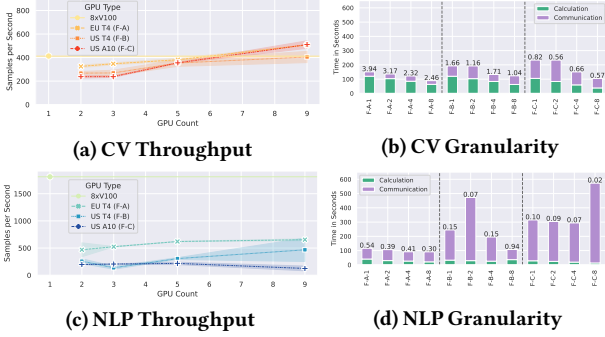 GPU Type
8xV100
EU T4 (F-A)
US T4 (F-B)
US A10 (F-C)
Samples per Second
600
400
200
0
1 2 3 5 7 9
GPU Count
(a) CV Throughput
Calculation
Communication
Time in Seconds
600
500
400
300
200
100
0
3.94 3.17 2.32 2.46 1.66 1.16 1.71 1.04 0.82 0.56 0.66 0.57
F-A-1 F-A-2 F-A-4 F-A-8 F-B-1 F-B-2 F-B-4 F-B-8 F-C-1 F-C-2 F-C-4 F-C-8
(b) CV Granularity
GPU Type
8xV100
EU T4 (F-A)
US T4 (F-B)
US A10 (F-C)
Samples per Second
1500
1000
500
0
1 2 3 5 7 9
GPU Count
(c) NLP Throughput
Calculation
Communication
Time in Seconds
600
500
400
300
200
100
0
0.54 0.39 0.41 0.30 0.15 0.07 0.15 0.94 0.10 0.09 0.07 0.02
F-A-1 F-A-2 F-A-4 F-A-8 F-B-1 F-B-2 F-B-4 F-B-8 F-C-1 F-C-2 F-C-4 F-C-8
(d) NLP Granularity